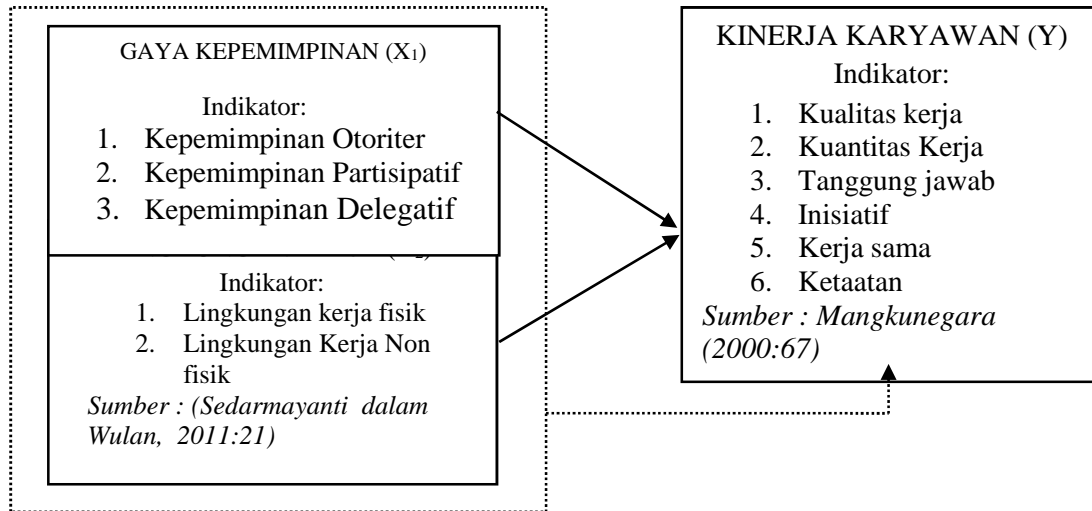 GAYA KEPEMIMPINAN (X₁)
Indikator:
1. Kepemimpinan Otoriter
2. Kepemimpinan Partisipatif
3. Kepemimpinan Delegatif
Indikator:
1. Lingkungan kerja fisik
2. Lingkungan Kerja Non
fisik
Sumber : (Sedarmayanti dalam
Wulan, 2011:21)
KINERJA KARYAWAN (Y)
Indikator:
1. Kualitas kerja
2. Kuantitas Kerja
3. Tanggung jawab
4. Inisiatif
5. Kerja sama
6. Ketaatan
Sumber : Mangkunegara
(2000:67)